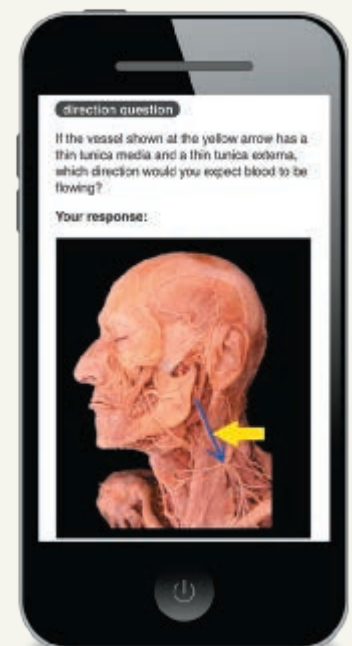 direction question
If the vessel shown at the yellow arrow has a
thin tunica media and a thin tunica externa,
which direction would you expect blood to be
flowing?
Your response: